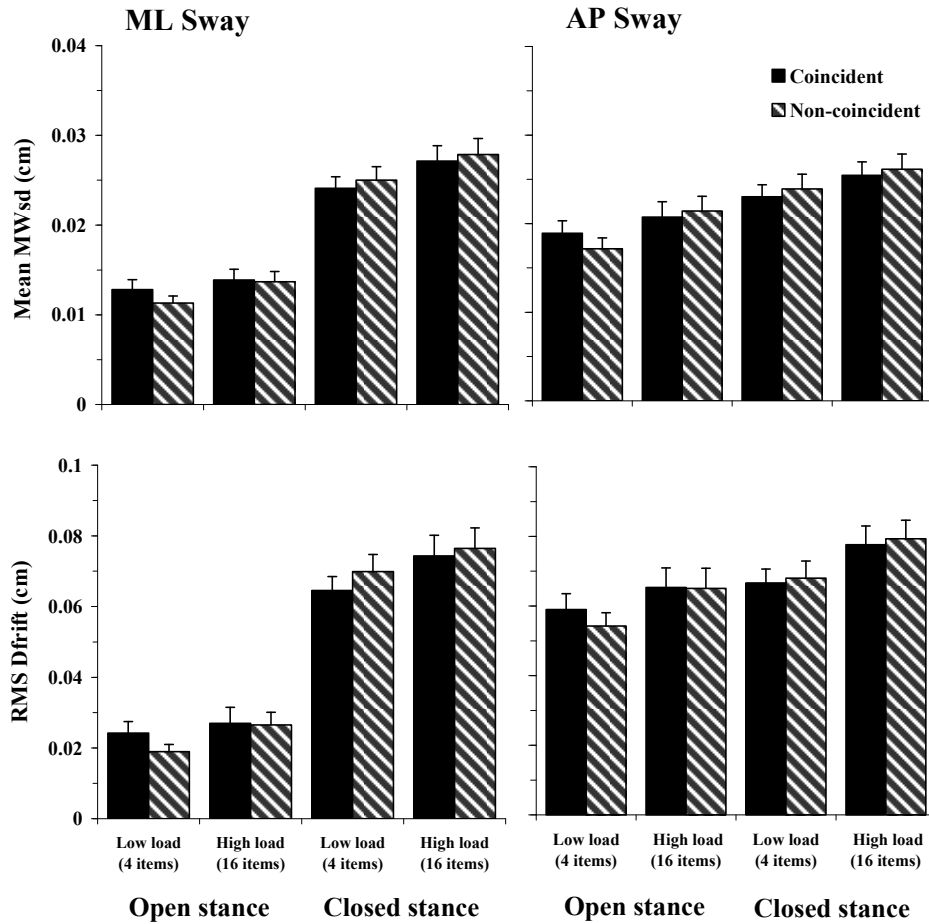 ML Sway
AP Sway
Mean MWsd (cm)
0.04
0.03
0.02
0.01
0
Coincident
Non-coincident
RMS Dfrift (cm)
0.1
0.08
0.06
0.04
0.02
0
Low load
(4 items)
High load
(16 items)
Low load
(4 items)
High load
(16 items)
Low load
(4 items)
High load
(16 items)
Low load
(4 items)
High load
(16 items)
Open stance
Closed stance
Open stance
Closed stance